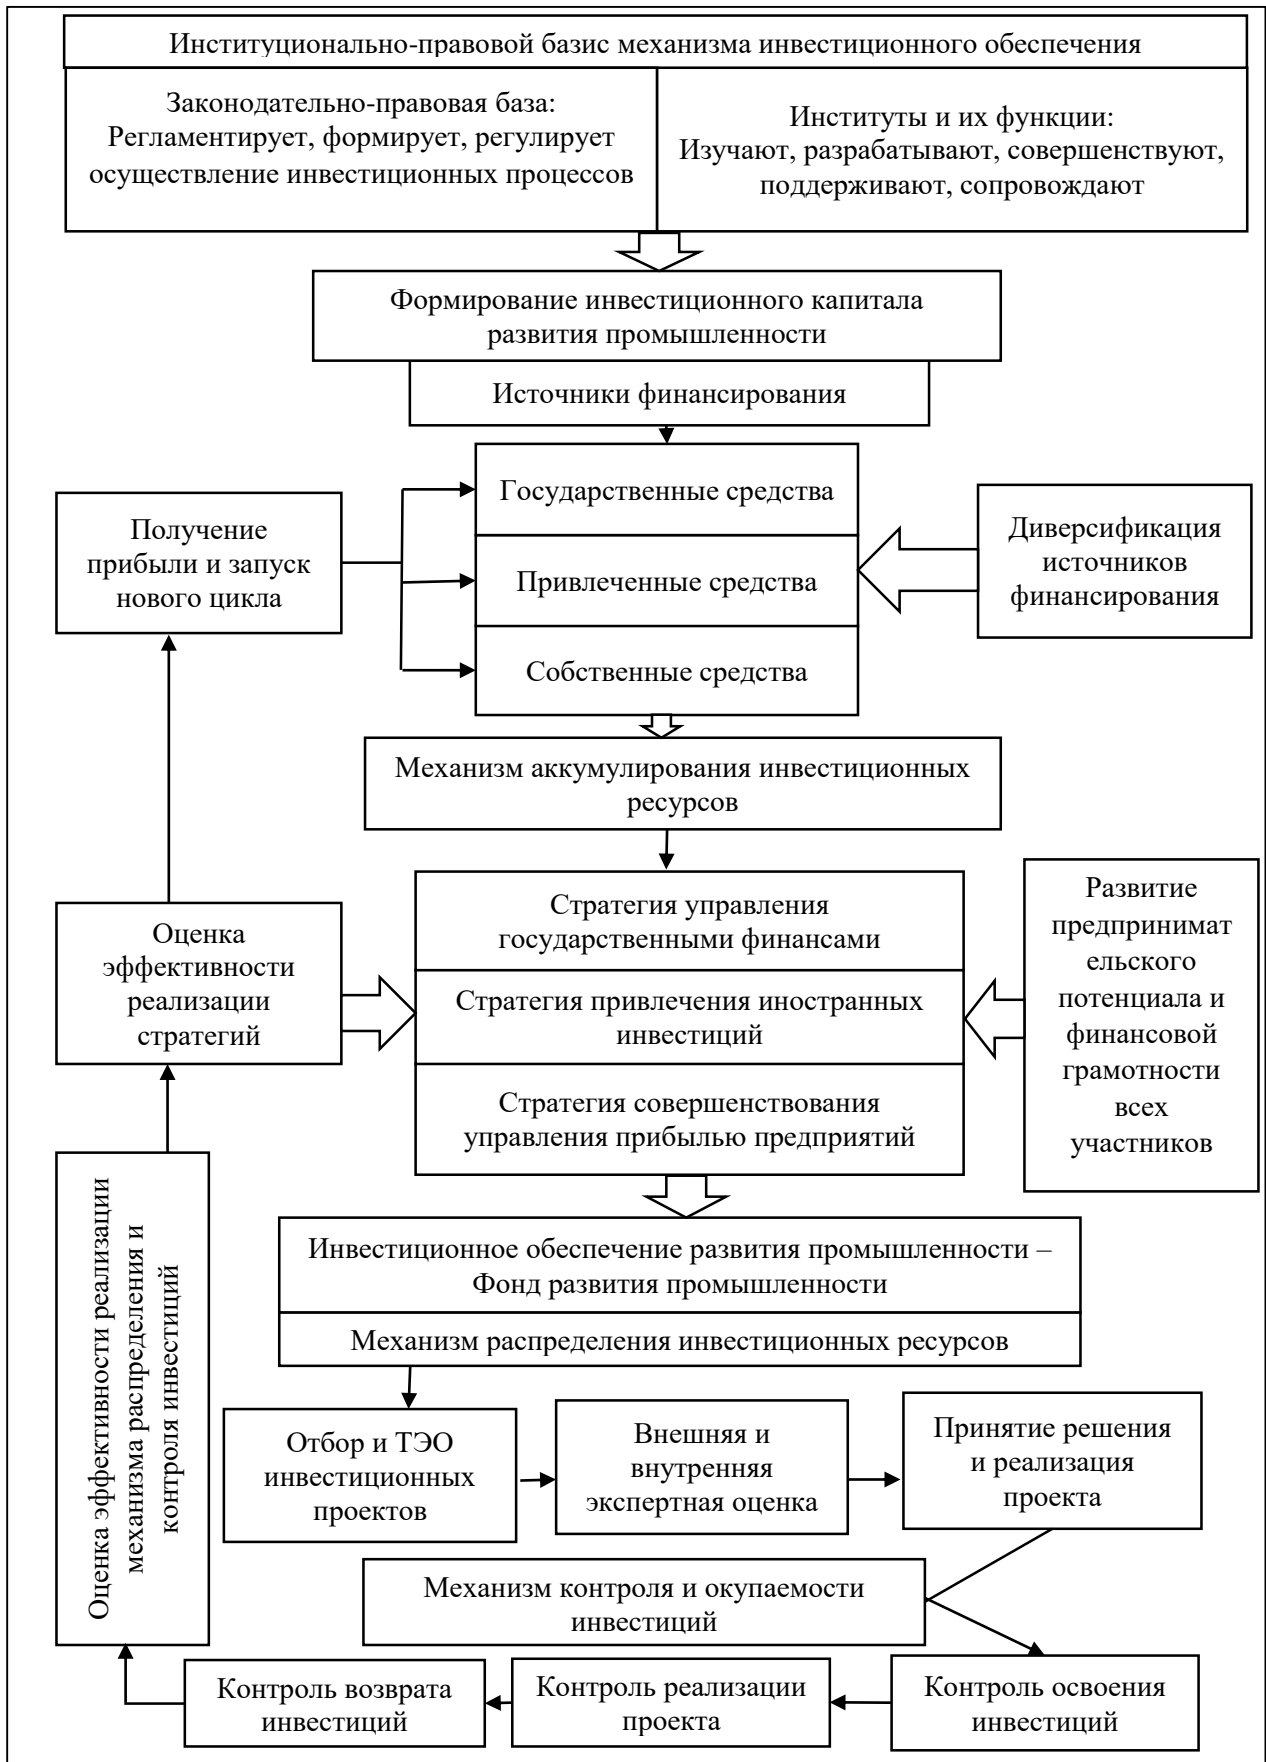 Институционально-правовой базис механизма инвестиционного обеспечения
Законодательно-правовая база:
Регламентирует, формирует, регулирует
осуществление инвестиционных процессов
Институты и их функции:
Изучают, разрабатывают, совершенствуют,
поддерживают, сопровождают
Формирование инвестиционного капитала
развития промышленности
Источники финансирования
Государственные средства
Привлеченные средства
Собственные средства
Получение
прибыли и запуск
нового цикла
Диверсификация
источников
финансирования
Механизм аккумулирования инвестиционных
ресурсов
Стратегия управления
государственными финансами
Стратегия привлечения иностранных
инвестиций
Стратегия совершенствования
управления прибылью предприятий
Оценка
эффективности
реализации
стратегий
Развитие
предпринимат
ельского
потенциала и
финансовой
грамотности
всех
участников
Инвестиционное обеспечение развития промышленности –
Фонд развития промышленности
Механизм распределения инвестиционных ресурсов
Оценка эффективности реализации
механизма распределения и
контроля инвестиций
Отбор и ТЭО
инвестиционных
проектов
Внешняя и
внутренняя
экспертная оценка
Принятие решения
и реализация
проекта
Механизм контроля и окупаемости
инвестиций
Контроль возврата
инвестиций
Контроль реализации
проекта
Контроль освоения
инвестиций